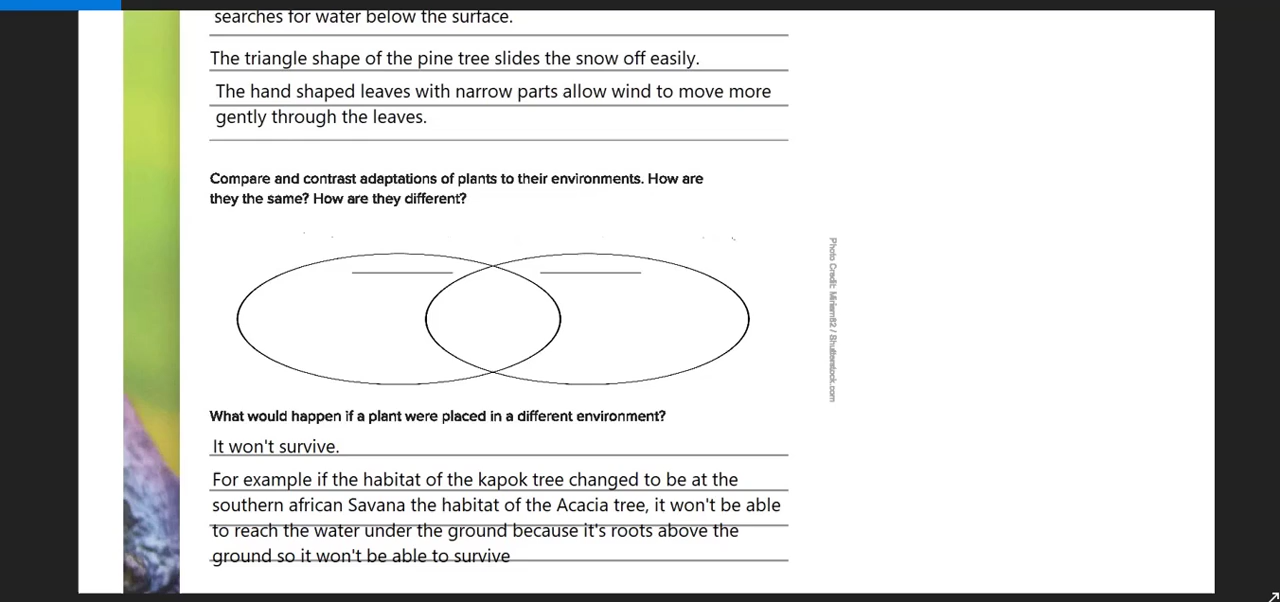 searches for water below the surface.
The triangle shape of the pine tree slides the snow off easily.
The hand shaped leaves with narrow parts allow wind to move more
gently through the leaves.
Compare and contrast adaptations of plants to their environments. How are
they the same? How are they different?
Photo Credit: Miriam82 / Shutterstock.com
What would happen if a plant were placed in a different environment?
It won't survive.
For example if the habitat of the kapok tree changed to be at the
southern african Savana the habitat of the Acacia tree, it won't be able
to reach the water under the ground because it's roots above the
ground so it won't be able to survive